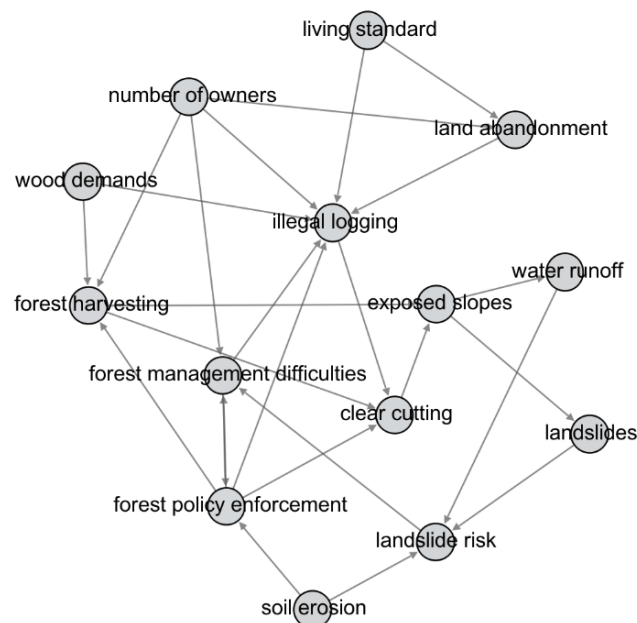 living standard
number of owners
land abandonment
wood demands
illegal logging
water runoff
forest harvesting
exposed slopes
forest management difficulties
clear cutting
landslides
forest policy enforcement
landslide risk
soil erosion